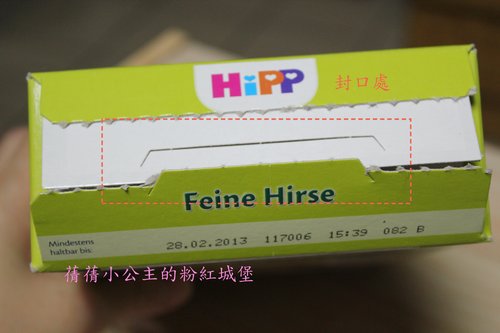 HiPP
封口處
Feine Hirse
Mindestens
haltbar bis:
28.02.2013 117006 15:39 082 B
蒨蒨小公主的粉紅城堡